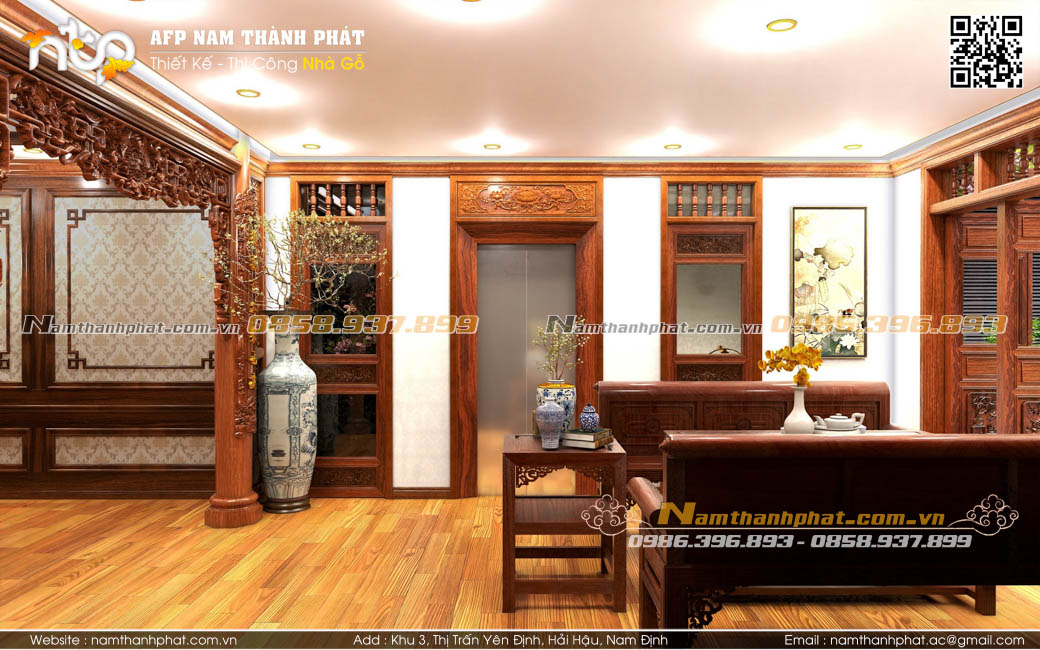 ntp AFP NAM THÀNH PHÁT
Thiết Kế - Thi Công Nhà Gỗ
Namthanhphat.com.vn 0858.937.899
Namthanhphat.com.vn 0986.396.893
Namthanhphat.com.vn
0986.396.893 - 0858.937.899
Website : namthanhphat.com.vn Add : Khu 3, Thị Trấn Yên Định, Hải Hậu, Nam Định Email : namthanhphat.ac@gmail.com